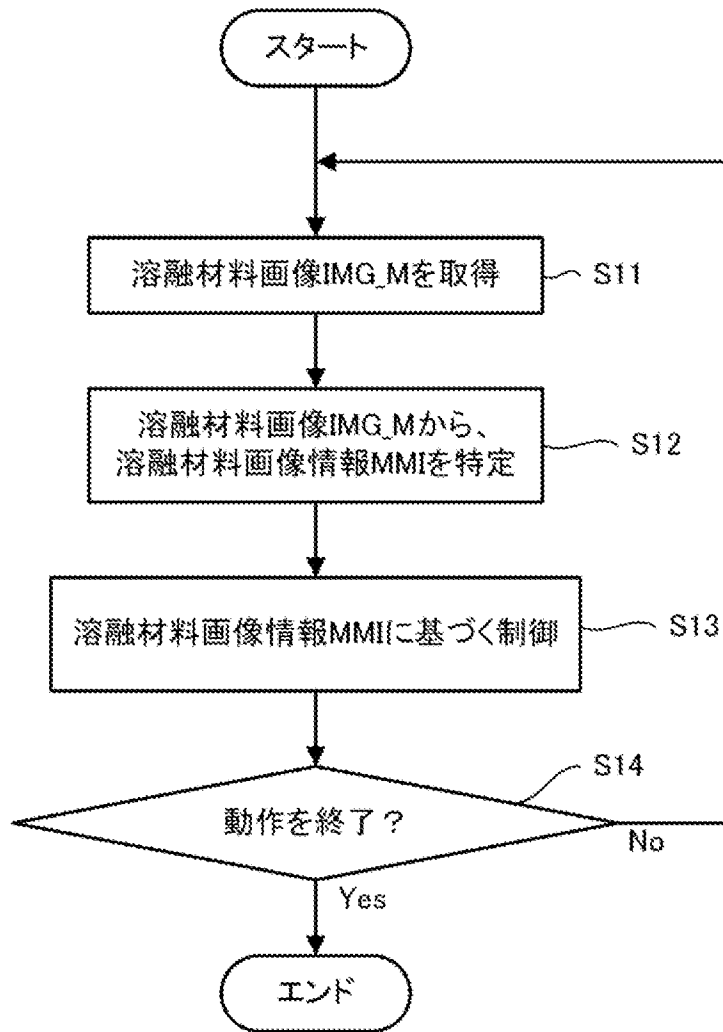 スタート
溶融材料画像IMG_Mを取得
S11
溶融材料画像IMG_Mから、
溶融材料画像情報MMIを特定
S12
溶融材料画像情報MMIに基づく制御
S13
S14
動作を終了？
No
Yes
エンド